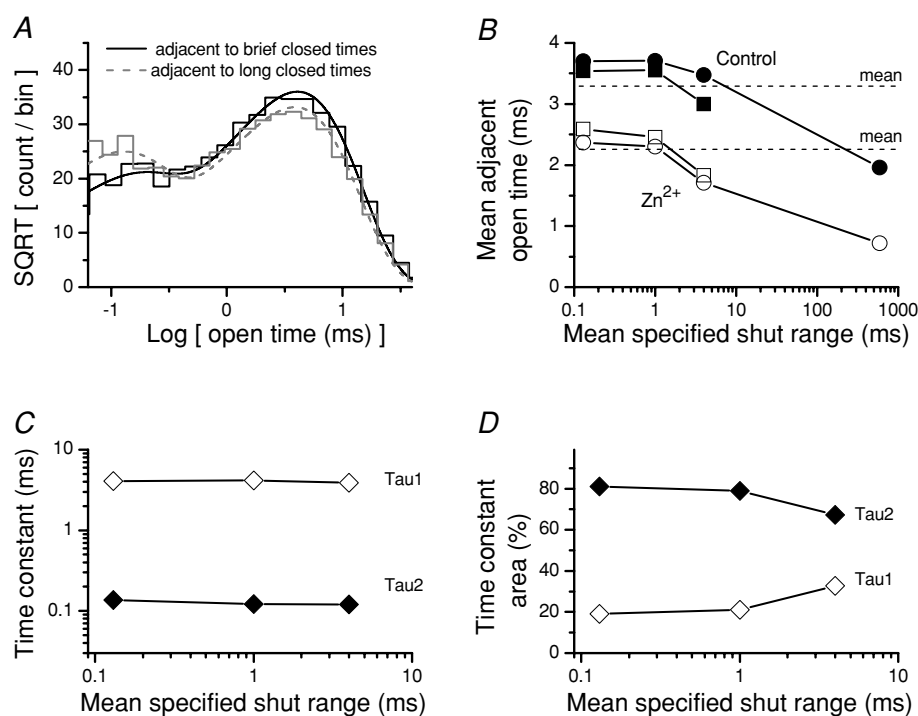 A
adjacent to brief closed times
adjacent to long closed times
SQRT [ count / bin ]
40
30
20
10
0
-1
0
1
Log [ open time (ms) ]
B
Control
mean
mean
Zn2+
Mean adjacent
open time (ms)
4
3
2
1
0
0.1
1
10
100
1000
Mean specified shut range (ms)
C
Time constant (ms)
10
1
0.1
Tau1
Tau2
0.1
1
10
Mean specified shut range (ms)
D
Time constant
area (%)
80
60
40
20
0
Tau2
Tau1
0.1
1
10
Mean specified shut range (ms)